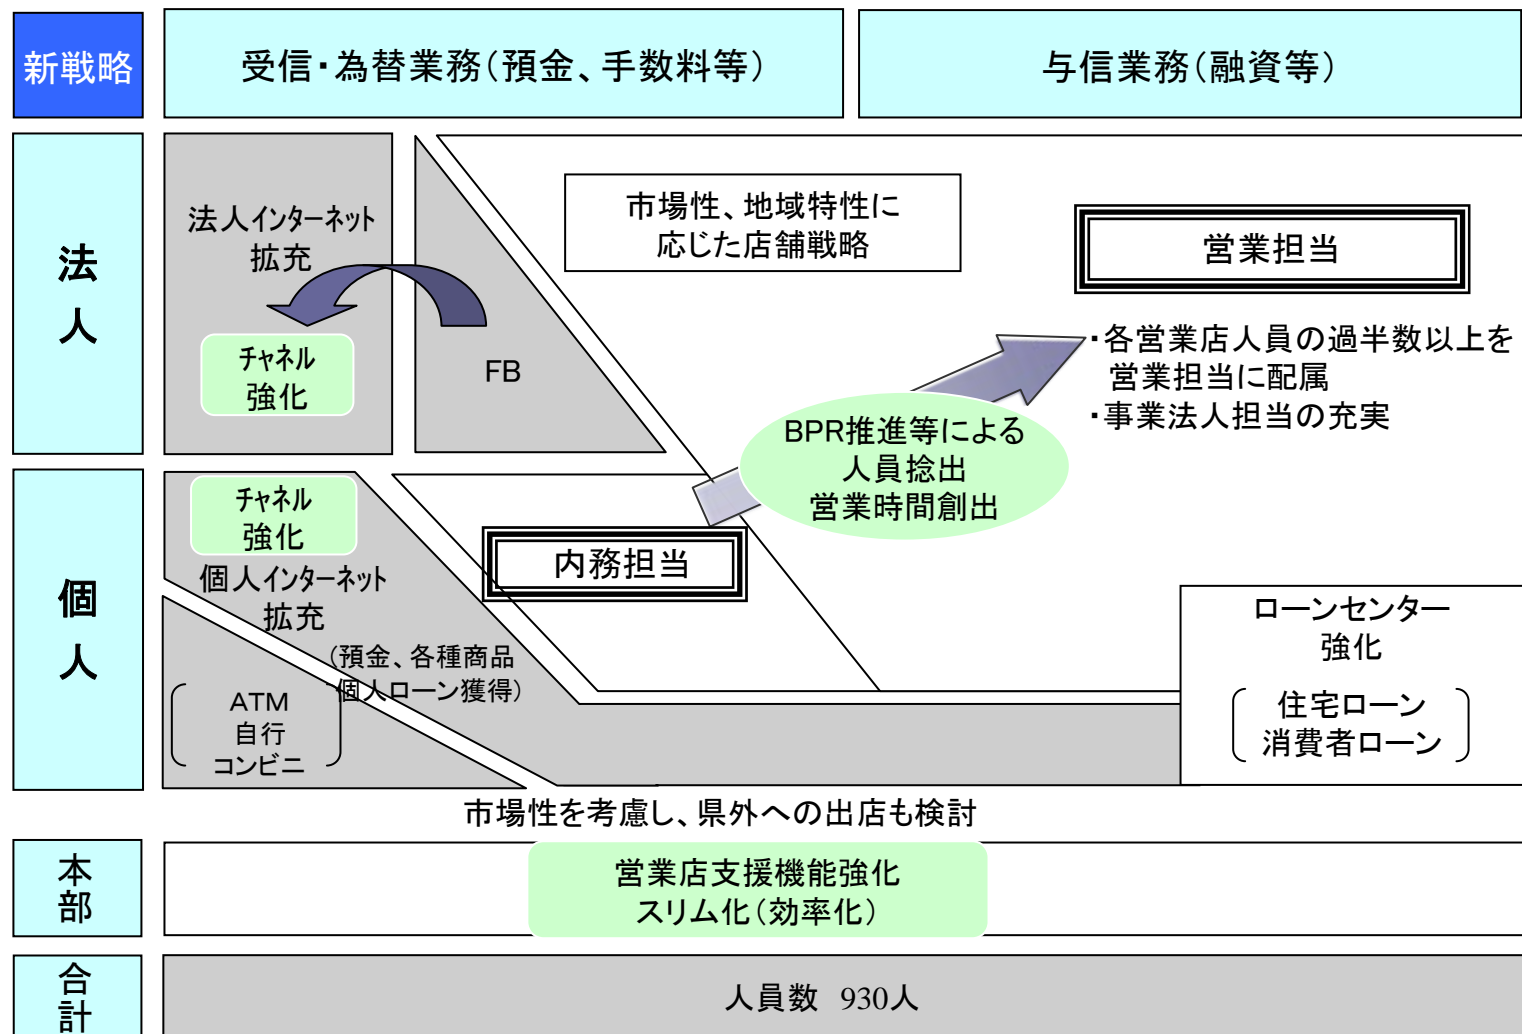 新戦略
受信・為替業務(預金、手数料等)
与信業務(融資等)
法人
法人インターネット
拡充
チャネル
強化
FB
市場性、地域特性に
応じた店舗戦略
営業担当
・各営業店人員の過半数以上を
営業担当に配属
・事業法人担当の充実
BPR推進等による
人員捻出
営業時間創出
個人
チャネル
強化
個人インターネット
拡充
(預金、各種商品
個人ローン獲得)
ATM
自行
コンビニ
内務担当
ローンセンター
強化
住宅ローン
消費者ローン
市場性を考慮し、県外への出店も検討
本部
営業店支援機能強化
スリム化(効率化)
合計
人員数 930人